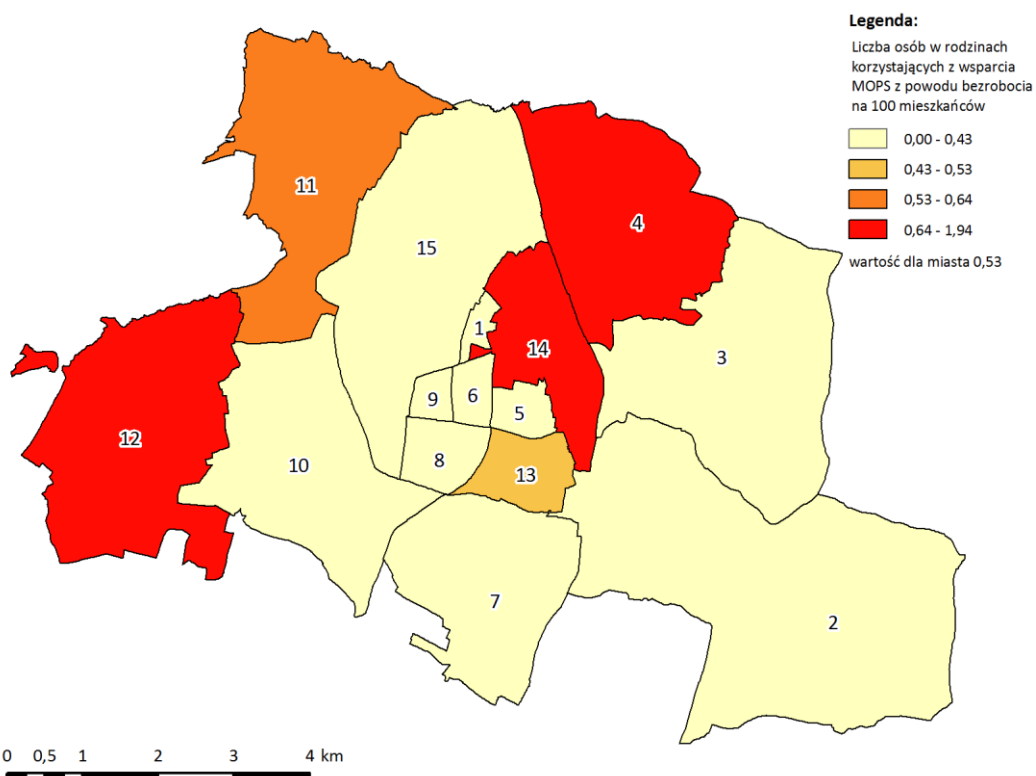 Legenda:
Liczba osób w rodzinach
korzystających z wsparcia
MOPS z powodu bezrobocia
na 100 mieszkańców
0,00 - 0,43
0,43 - 0,53
0,53 - 0,64
0,64 - 1,94
wartość dla miasta 0,53
11
4
15
1
14
3
9
6
5
12
10
8
13
7
2
0 0,5 1 2 3 4 km